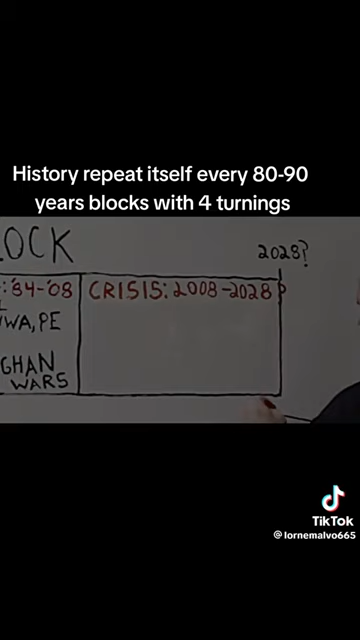 History repeat itself every 80-90
years blocks with 4 turnings
LOCK
2028?
'84-'08
CRISIS: 2008-2028?
WA, PE
GHAN
WARS
TikTok
@lornemalvo665